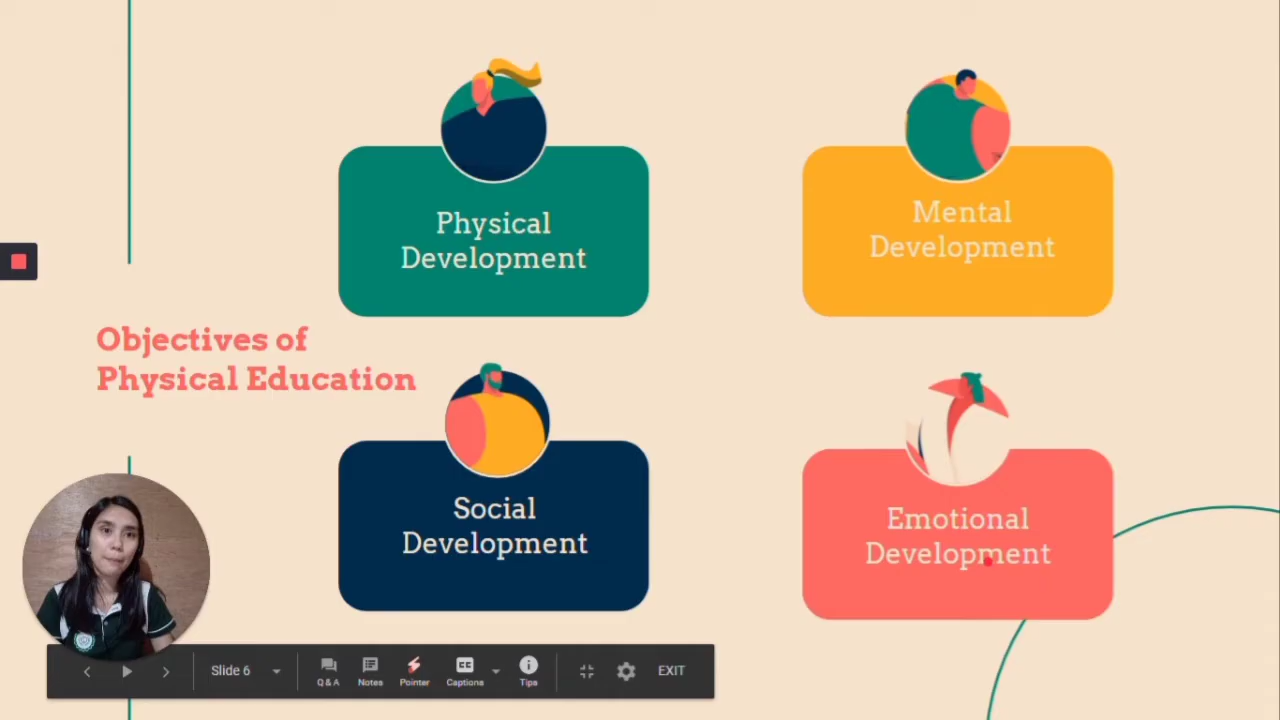 Physical
Development
Mental
Development
Objectives of
Physical Education
Social
Development
Emotional
Development
Slide 6
Q & A
Notes
Pointer
Captions
Tips
EXIT